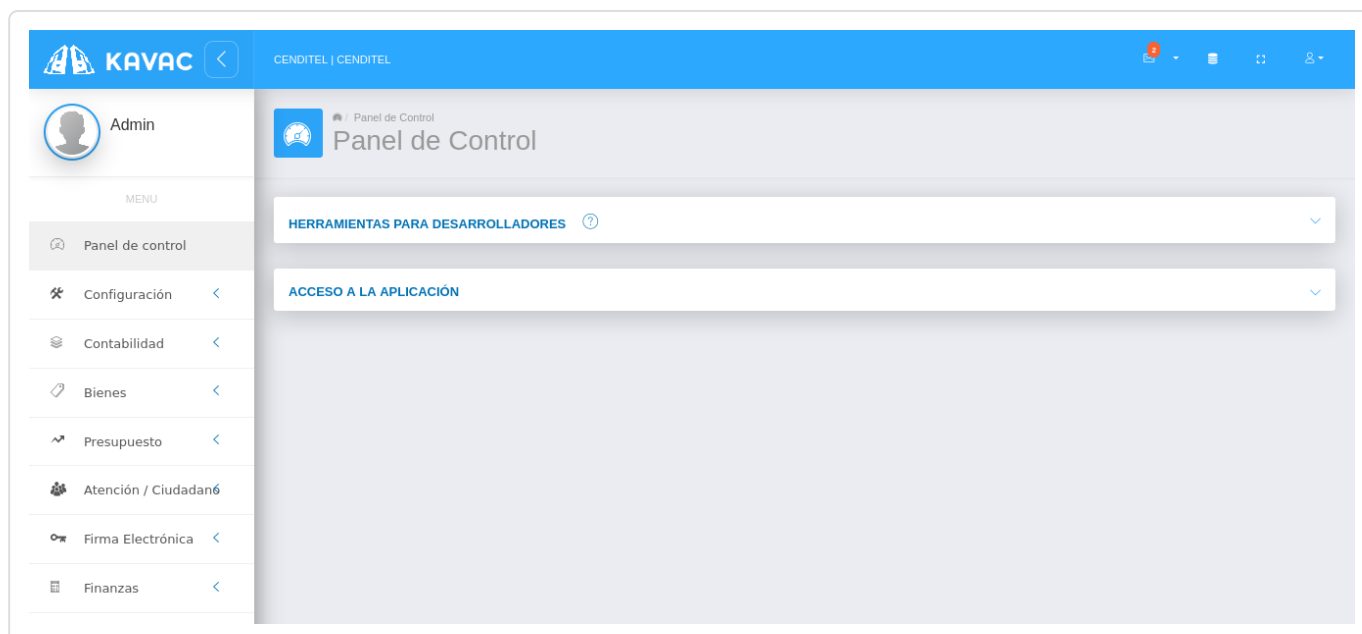 KAVAC
CENDITEL | CENDITEL
2
Admin
/ Panel de Control
Panel de Control
MENU
Panel de control
Configuración
Contabilidad
Bienes
Presupuesto
Atención / Ciudadano
Firma Electrónica
Finanzas
HERRAMIENTAS PARA DESARROLLADORES ?
ACCESO A LA APLICACIÓN